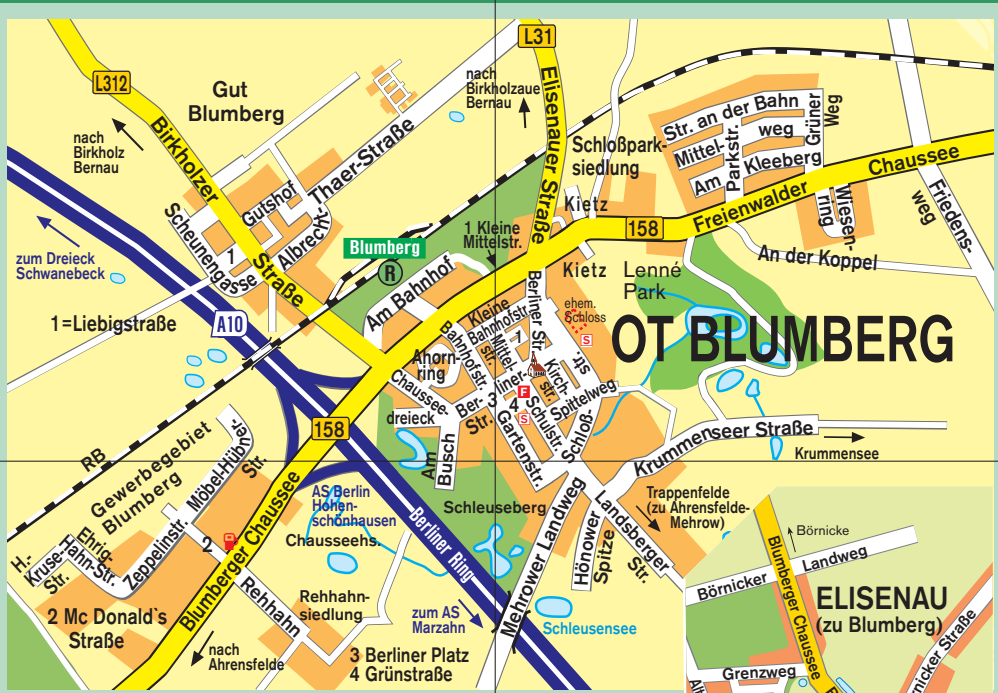 L31
L312
Gut
Blumberg
nach
Birkholzaue
Bernau
Elisenauer Straße
nach
Birkholz
Bernau
Birkholzer
Straße
Thaer-Straße
Albrecht-
Gutshof
Scheunengasse
1
Schloßpark-
siedlung
Str. an der Bahn
Mittel-
weg
Grüner
Weg
Parkstr.
Am Kleeberg
Freienwalder
Chaussee
Friedens-
weg
Wiesen-
ring
An der Koppel
Kietz
158
Kietz
1 Kleine
Mittelstr.
Blumberg
R
zum Dreieck
Schwanebeck
1=Liebigstraße
A10
Am Bahnhof
Lenné
Park
ehem.
Schloss
S
OT BLUMBERG
Berliner Str.
Kleine
Bahnhofstr.
Bahnhofstr.
Mittel-
str.
1
Ahorn-
ring
Chaussee-
dreieck
Ber-
liner-
Str.
3
4
F
S
Kirch-
str.
Schloß-
str.
Spittelweg
Schulstr.
Gartenstr.
Am
Busch
158
Krummenseer Straße
Krummensee
RB
Gewerbegebiet
Blumberg
Möbel-Hübner-
Str.
Zeppelinstr.
Ehrig-
Hahn-Str.
H.-
Kruse-
Str.
2
Blumberger Chaussee
AS Berlin
Hohen-
schönhausen
Chausseehs.
Berliner Ring
Schleuseberg
Mehrower Landweg
Hönower
Spitze
Landsberger
Str.
Trappenfelde
(zu Ahrensfelde-
Mehrow)
Rehhahn
Rehhahn-
siedlung
2 Mc Donald`s
Straße
nach
Ahrensfelde
3 Berliner Platz
4 Grünstraße
zum AS
Marzahn
Schleusensee
Börnicke
Börnicker
Landweg
Blumberger Chaussee
ELISENAU
(zu Blumberg)
Grenzweg
nicker Straße